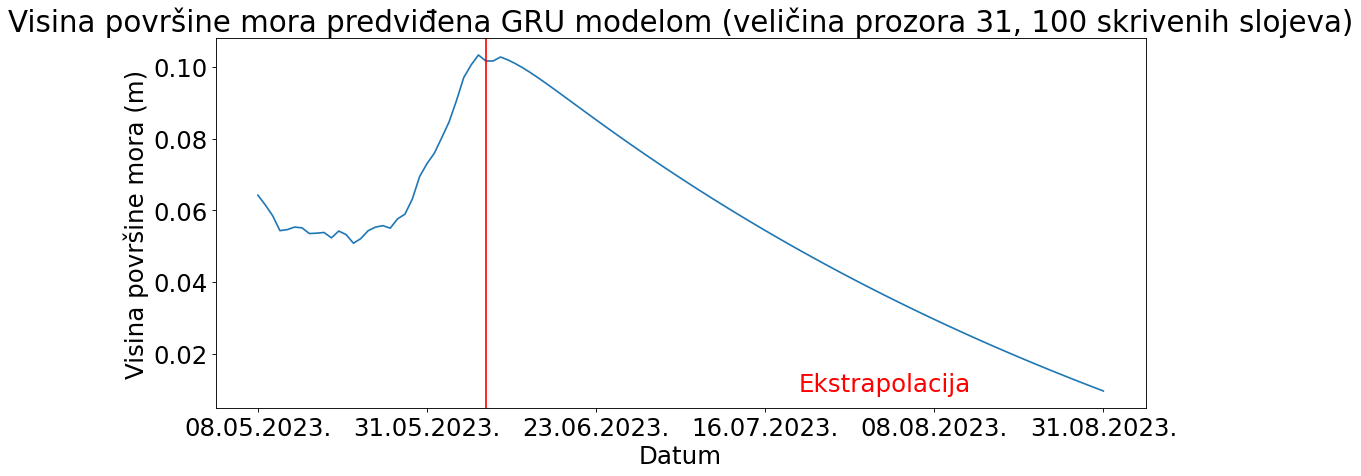 Visina površine mora predviđena GRU modelom (veličina prozora 31, 100 skrivenih slojeva)
Visina površine mora (m)
0.10
0.08
0.06
0.04
0.02
Ekstrapolacija
08.05.2023. 31.05.2023. 23.06.2023. 16.07.2023. 08.08.2023. 31.08.2023.
Datum